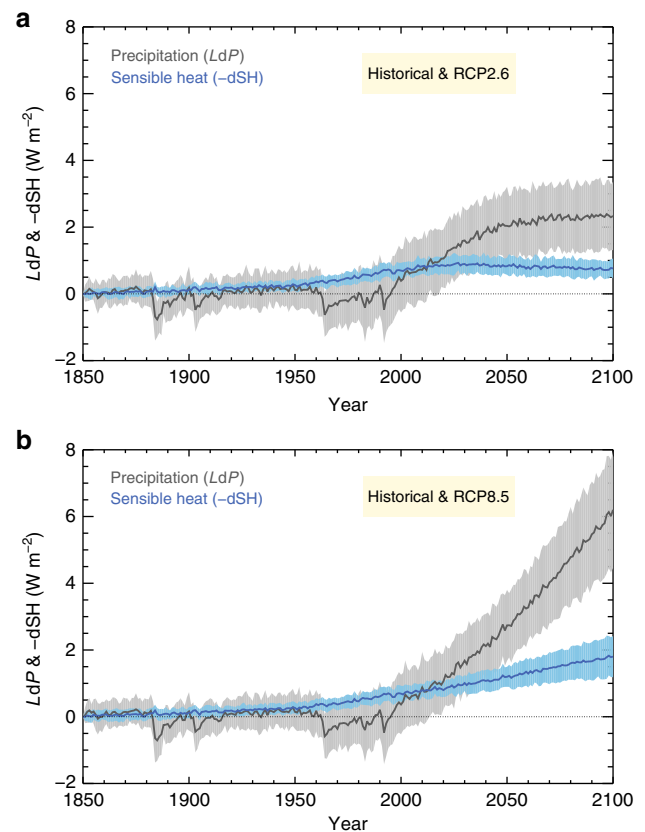 a
8
6
4
2
0
−2
LdP & −dSH (W m−2)
Precipitation (LdP)
Sensible heat (−dSH)
Historical & RCP2.6
1850 1900 1950 2000 2050 2100
Year
b
8
6
4
2
0
−2
LdP & −dSH (W m−2)
Precipitation (LdP)
Sensible heat (−dSH)
Historical & RCP8.5
1850 1900 1950 2000 2050 2100
Year